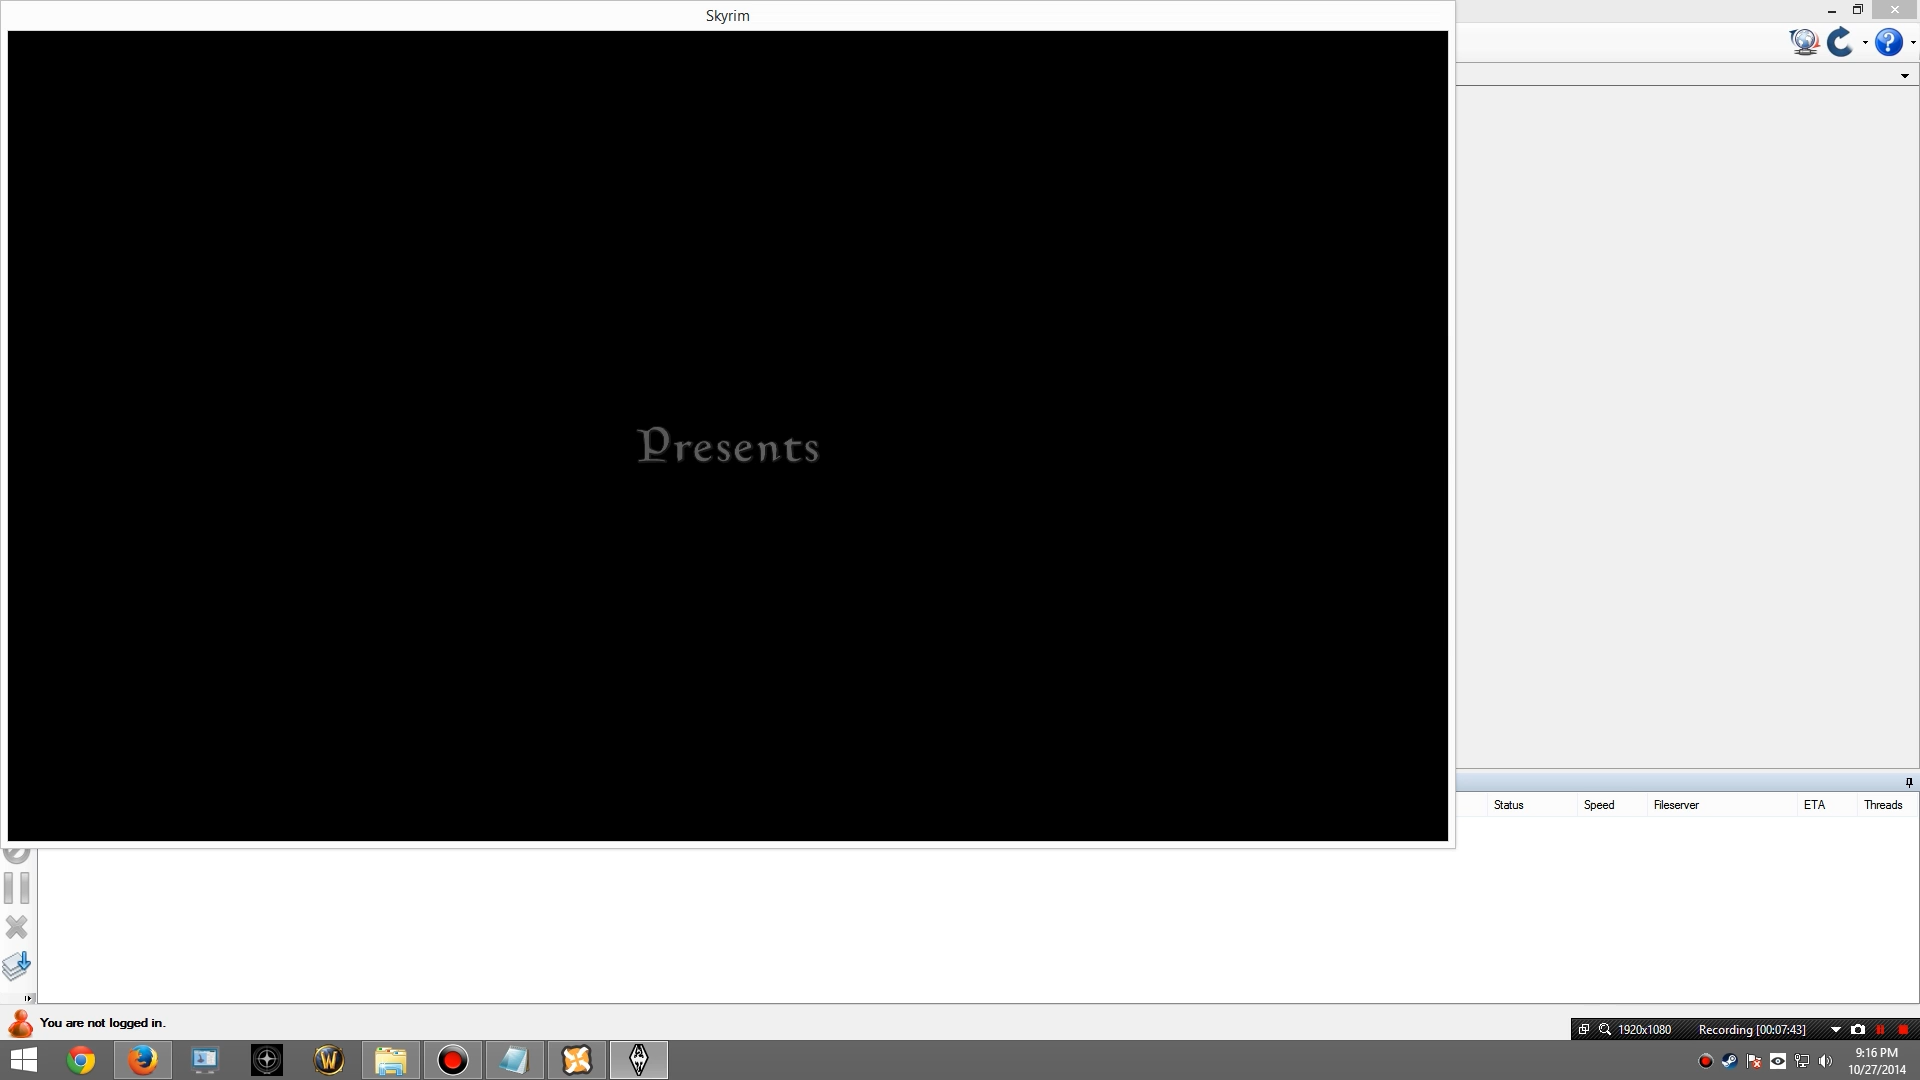 Skyrim
Presents
Status Speed Fileserver ETA Threads
You are not logged in.
1920x1080 Recording [00:07:43]
9:16 PM
10/27/2014